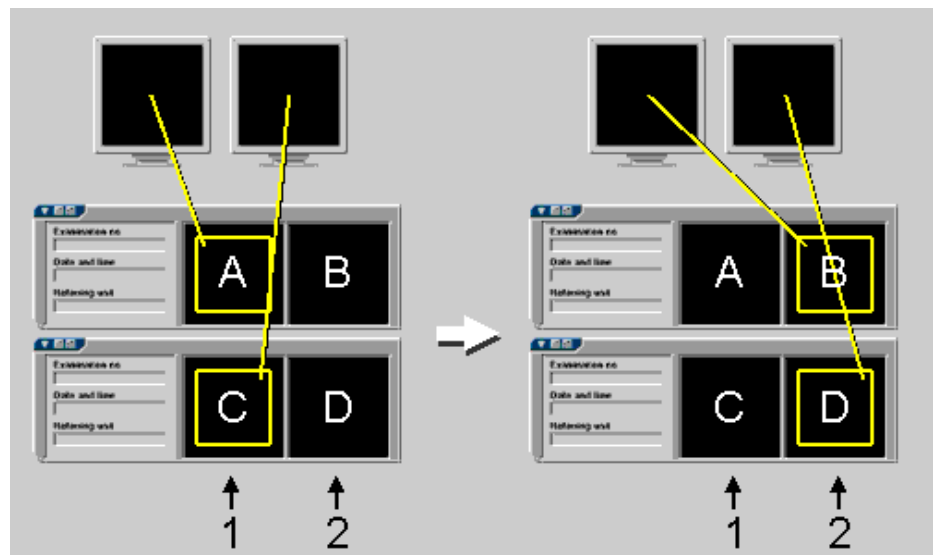 Examination no
A
B
Date and time
Referring unit
Examination no
C
D
Date and time
Referring unit
1
2
Examination no
A
B
Date and time
Referring unit
Examination no
C
D
Date and time
Referring unit
1
2